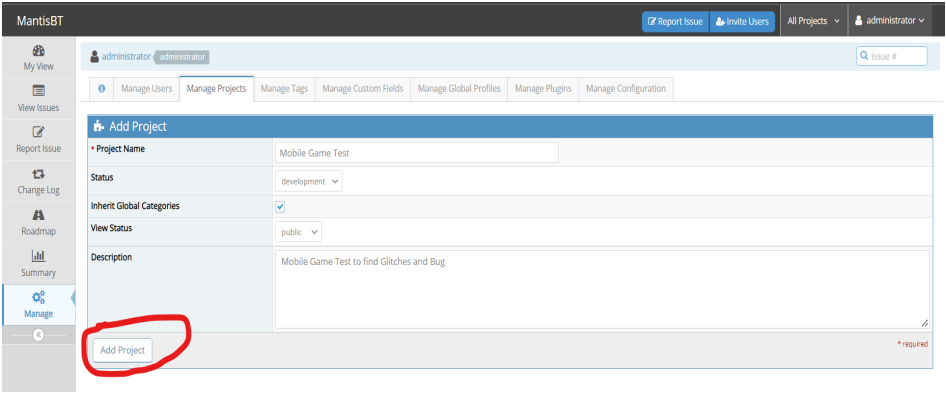 MantisBT
Report Issue
Invite Users
All Projects
administrator
My View
View Issues
Report Issue
Change Log
Roadmap
Summary
Manage
administrator administrator
Issue #
Manage Users
Manage Projects
Manage Tags
Manage Custom Fields
Manage Global Profiles
Manage Plugins
Manage Configuration
Add Project
* Project Name
Mobile Game Test
Status
development
Inherit Global Categories
View Status
public
Description
Mobile Game Test to find Glitches and Bug
Add Project
* required